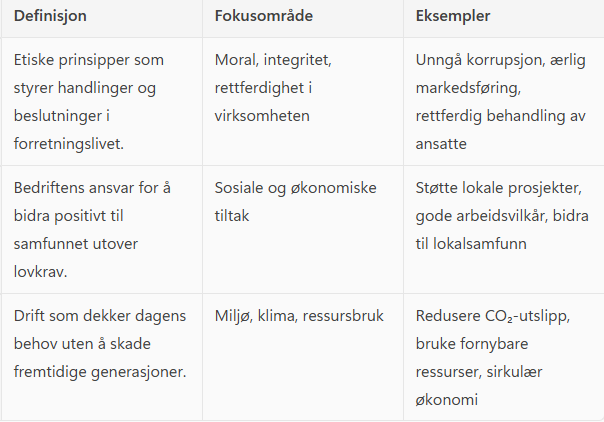 Definisjon Fokusområde Eksempler
Etiske prinsipper som Moral, integritet, Unngå korrupsjon, ærlig
styrer handlinger og rettferdighet i markedsføring,
beslutninger i virksomheten rettferdig behandling av
forretningslivet. ansatte
Bedriftens ansvar for å Sosiale og økonomiske Støtte lokale prosjekter,
bidra positivt til tiltak gode arbeidsvilkår, bidra
samfunnet utover til lokalsamfunn
lovkrav.
Drift som dekker dagens Miljø, klima, ressursbruk Redusere CO₂-utslipp,
behov uten å skade bruke fornybare
fremtidige generasjoner. ressurser, sirkulær
økonomi